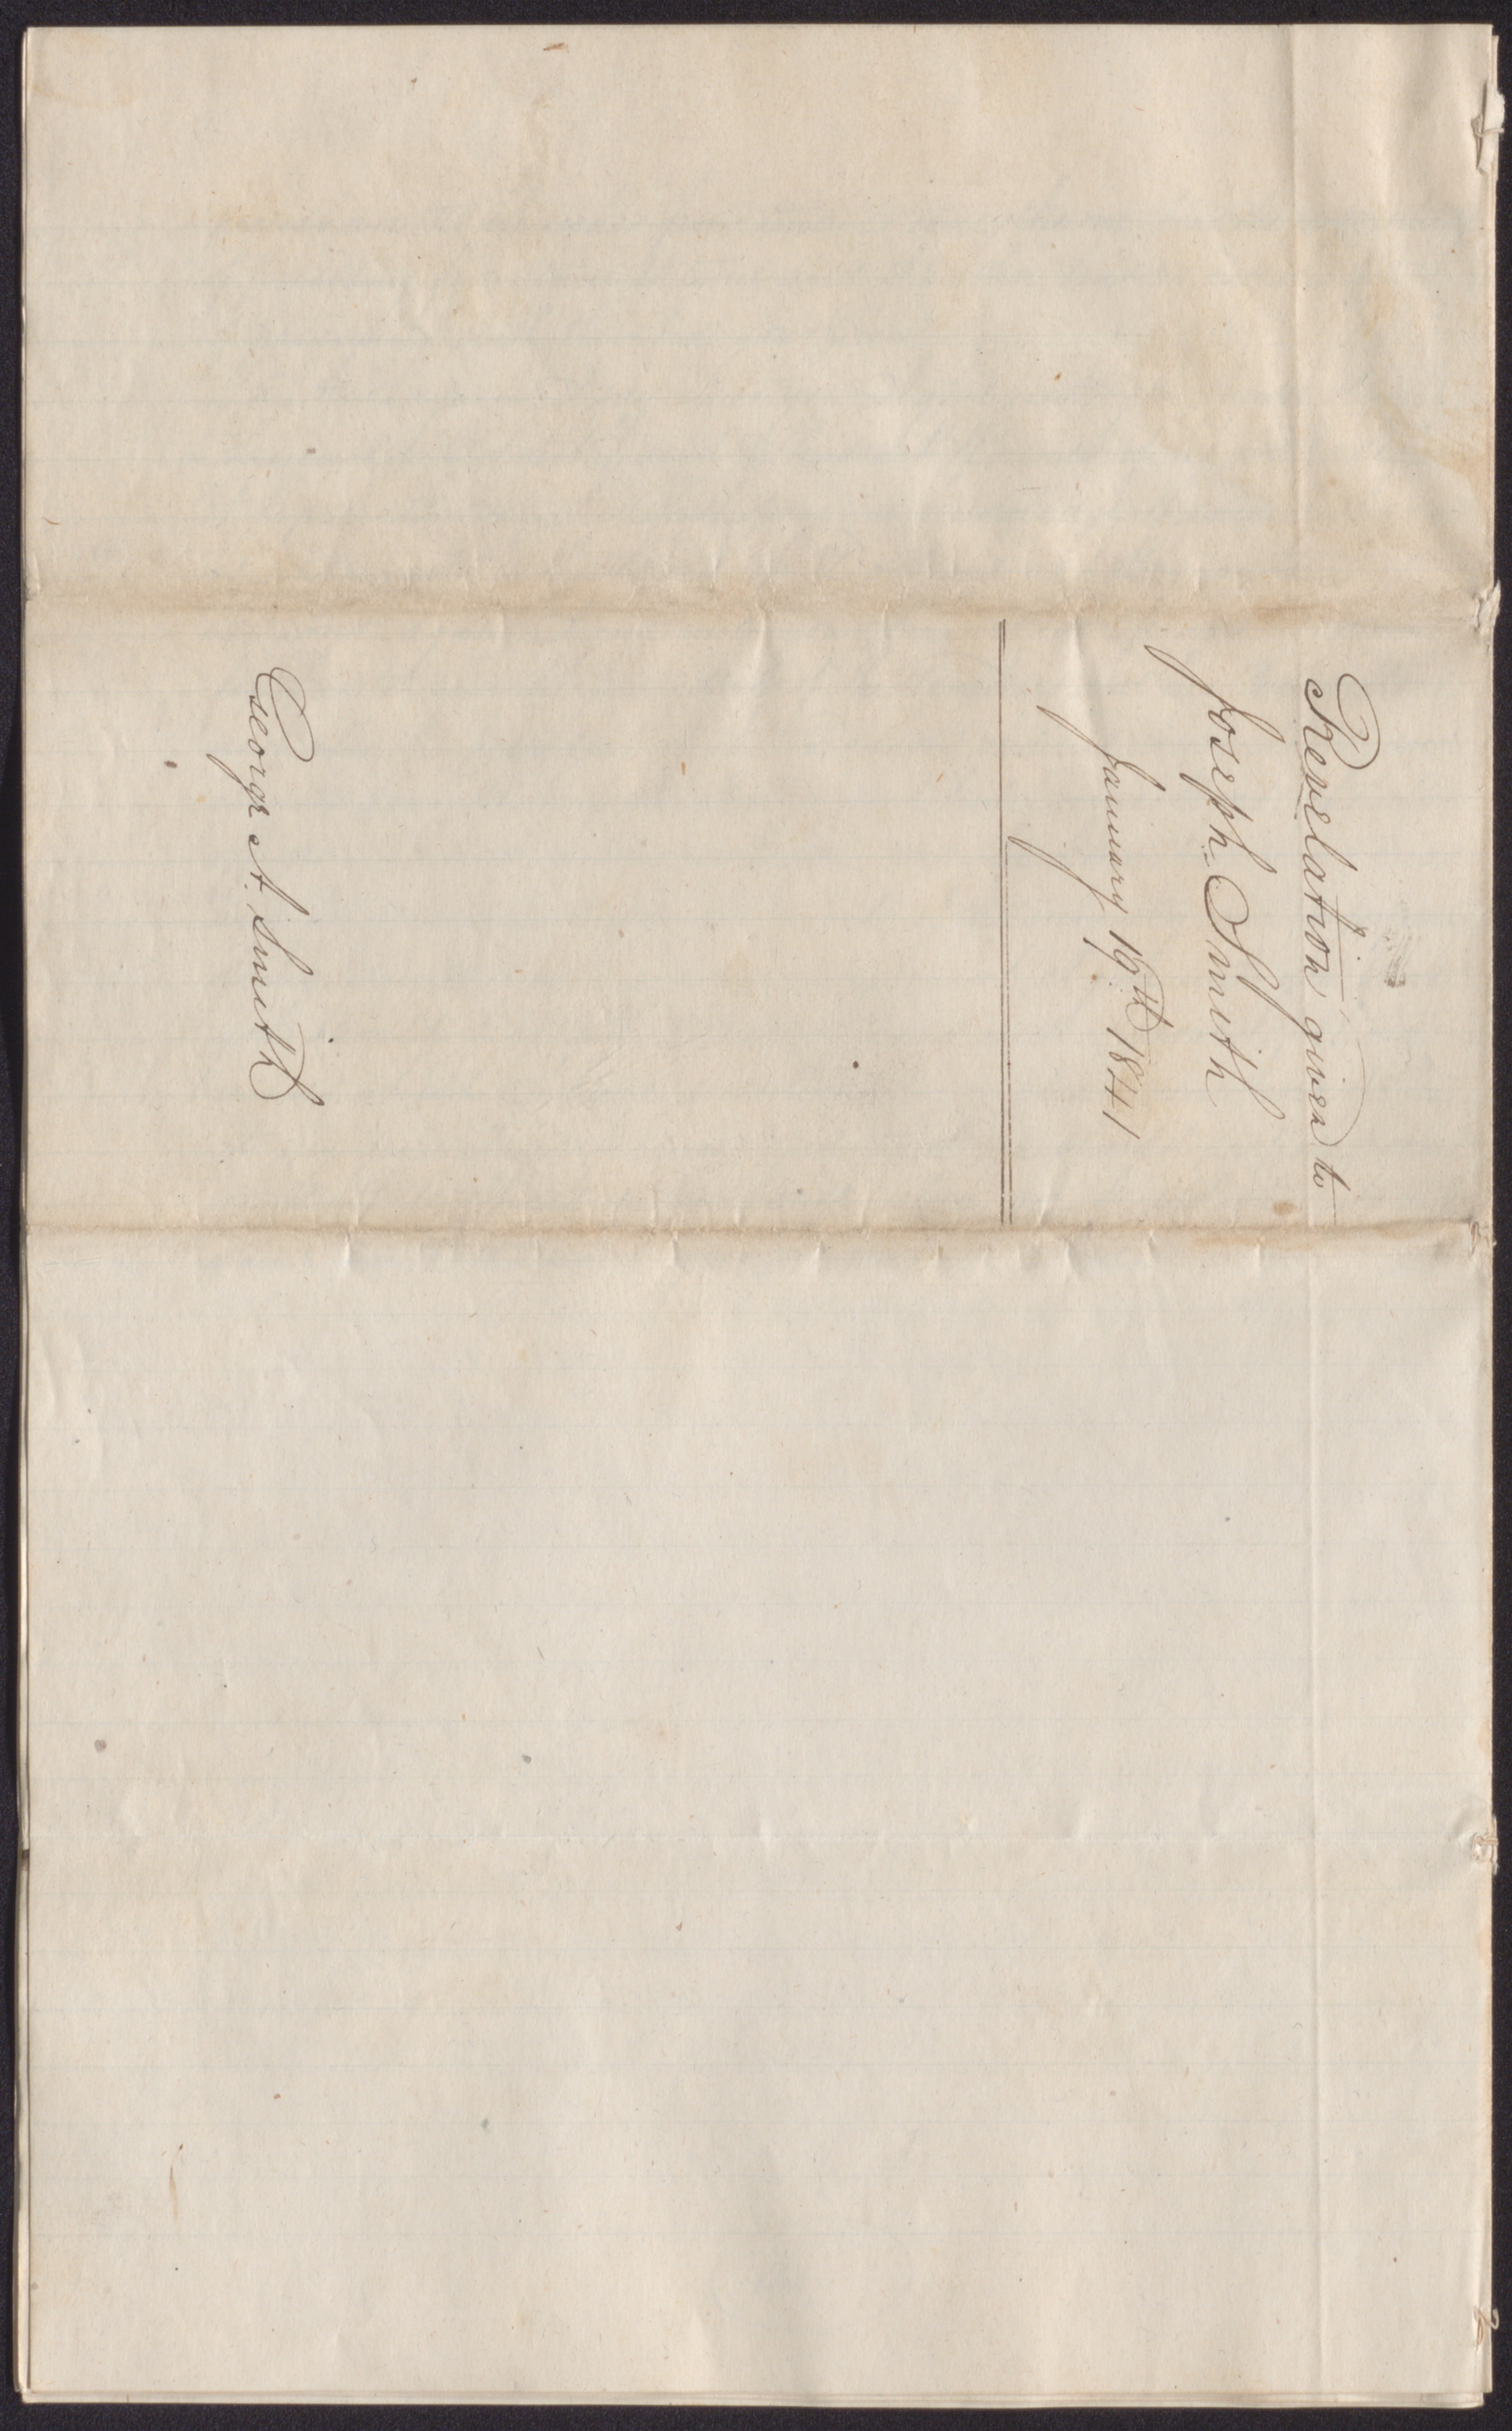 Revelation given to
Joseph Smith
January 19th 1841
George A. Smith